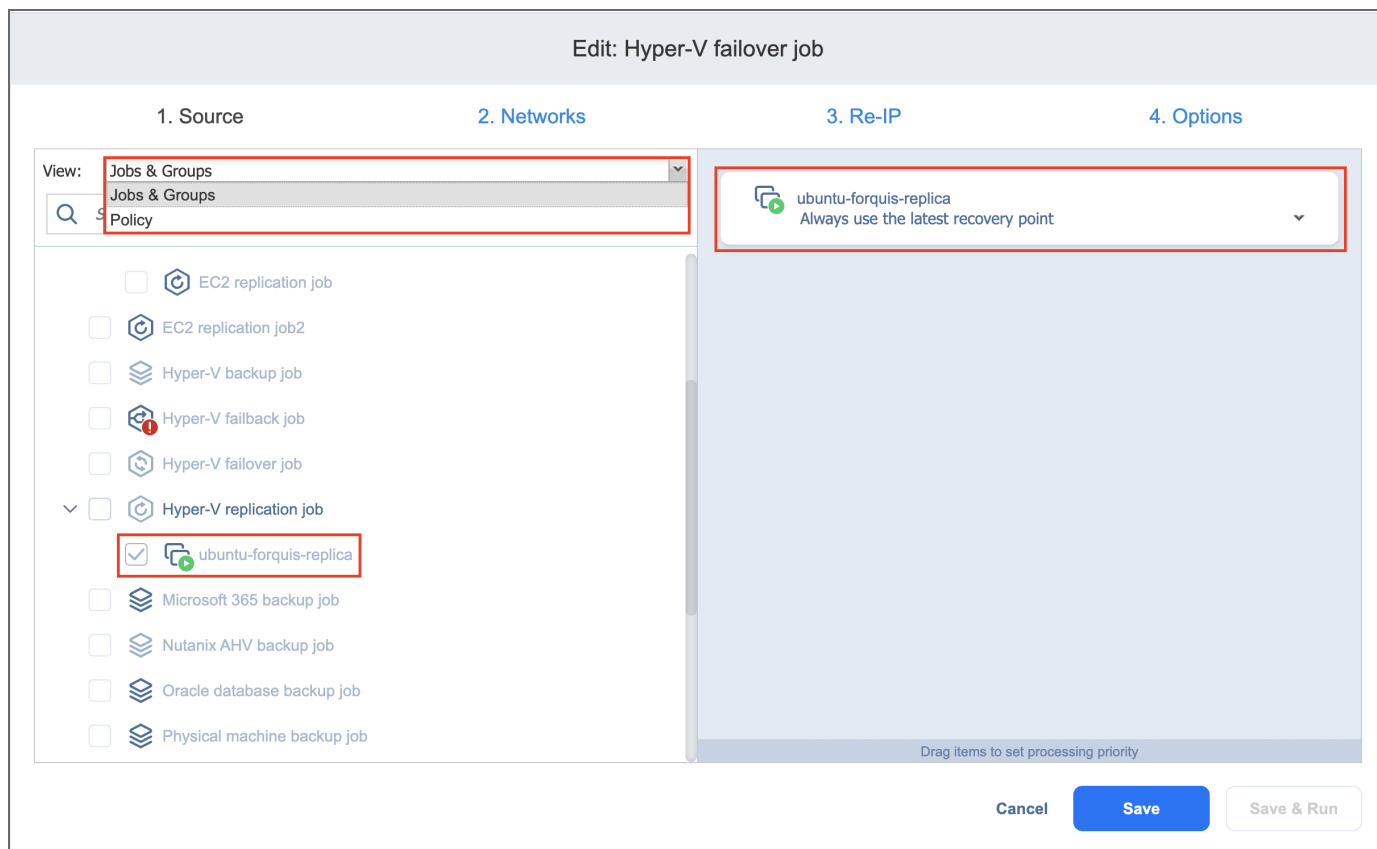 Edit: Hyper-V failover job
1. Source
2. Networks
3. Re-IP
4. Options
View:
Jobs & Groups
Jobs & Groups
Policy
EC2 replication job
EC2 replication job2
Hyper-V backup job
Hyper-V failback job
Hyper-V failover job
Hyper-V replication job
ubuntu-forquis-replica
Microsoft 365 backup job
Nutanix AHV backup job
Oracle database backup job
Physical machine backup job
ubuntu-forquis-replica
Always use the latest recovery point
Drag items to set processing priority
Cancel
Save
Save & Run